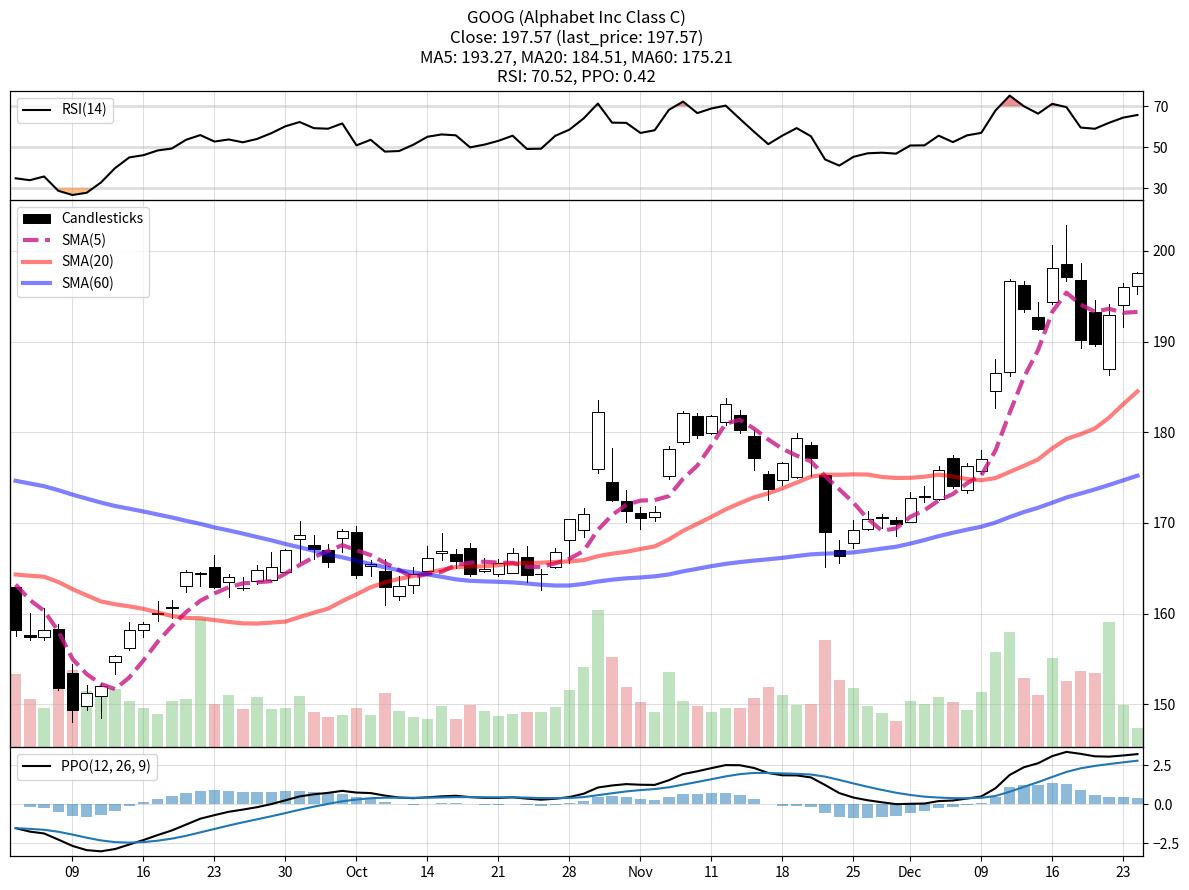 GOOG (Alphabet Inc Class C)
Close: 197.57 (last_price: 197.57)
MA5: 193.27, MA20: 184.51, MA60: 175.21
RSI: 70.52, PPO: 0.42
RSI(14)
70
50
30
Candlesticks
SMA(5)
SMA(20)
SMA(60)
200
190
180
170
160
150
PPO(12, 26, 9)
2.5
0.0
−2.5
09 16 23 30 Oct 14 21 28 Nov 11 18 25 Dec 09 16 23